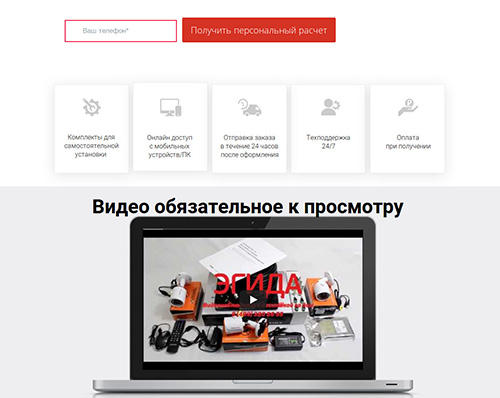 Ваш телефон*
Получить персональный расчет
Комплекты для
самостоятельной
установки
Онлайн доступ
с мобильных
устройств/ПК
Отправка заказа
в течение 24 часов
после оформления
Техподдержка
24/7
Оплата
при получении
Видео обязательное к просмотру
ЭГИДА